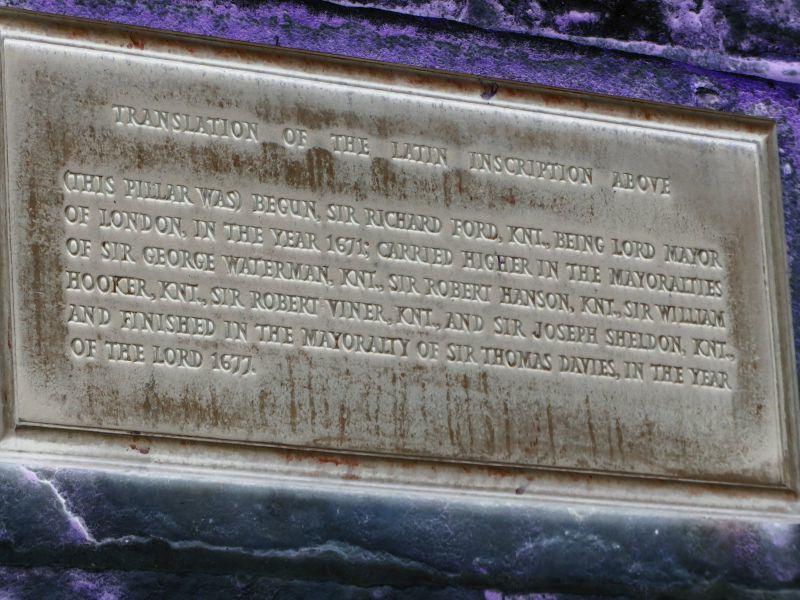 TRANSLATION OF THE LATIN INSCRIPTION ABOVE
(THIS PILLAR WAS) BEGUN, SIR RICHARD FORD, KNT., BEING LORD MAYOR
OF LONDON, IN THE YEAR 1671; CARRIED HIGHER IN THE MAYORALTIES
OF SIR GEORGE WATERMAN, KNT., SIR ROBERT HANSON, KNT., SIR WILLIAM
HOOKER, KNT., SIR ROBERT VINER, KNT., AND SIR JOSEPH SHELDON, KNT.,
AND FINISHED IN THE MAYORALTY OF SIR THOMAS DAVIES, IN THE YEAR
OF THE LORD 1677.